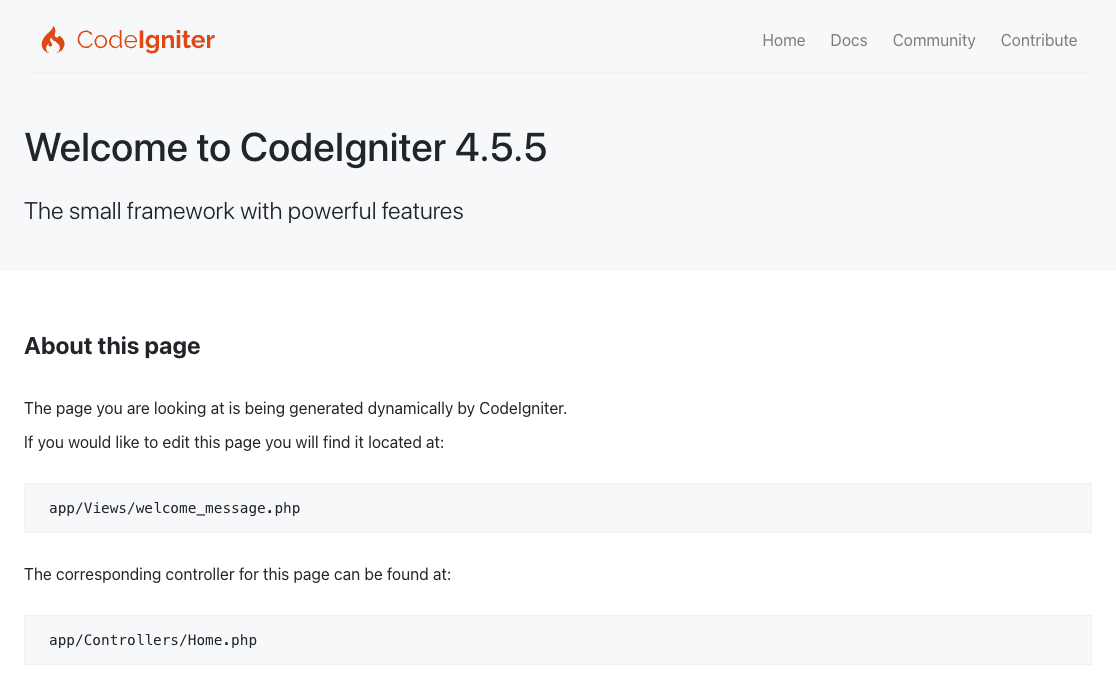 CodeIgniter
Home Docs Community Contribute
Welcome to CodeIgniter 4.5.5
The small framework with powerful features
About this page
The page you are looking at is being generated dynamically by CodeIgniter.
If you would like to edit this page you will find it located at:
app/Views/welcome_message.php
The corresponding controller for this page can be found at:
app/Controllers/Home.php